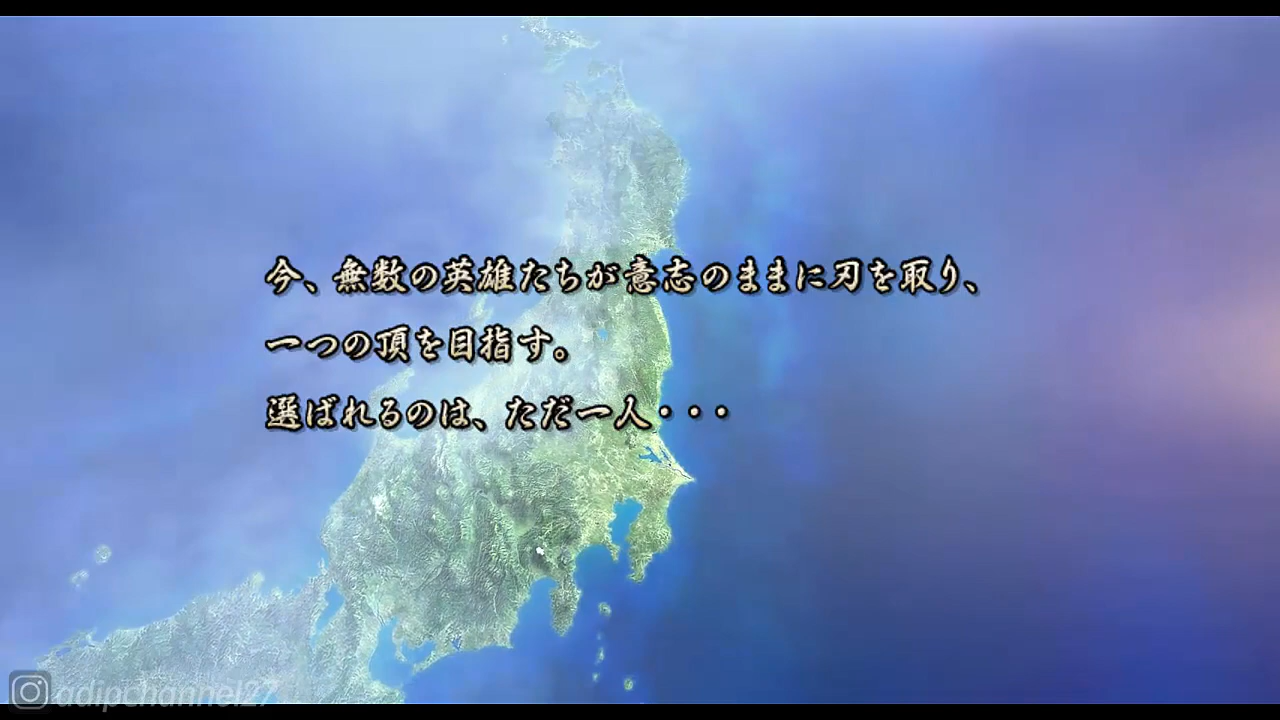 今、無数の英雄たちが意志のままに刃を取り、
一つの頂を目指す。
選ばれるのは、ただ一人・・・
adipchannel27